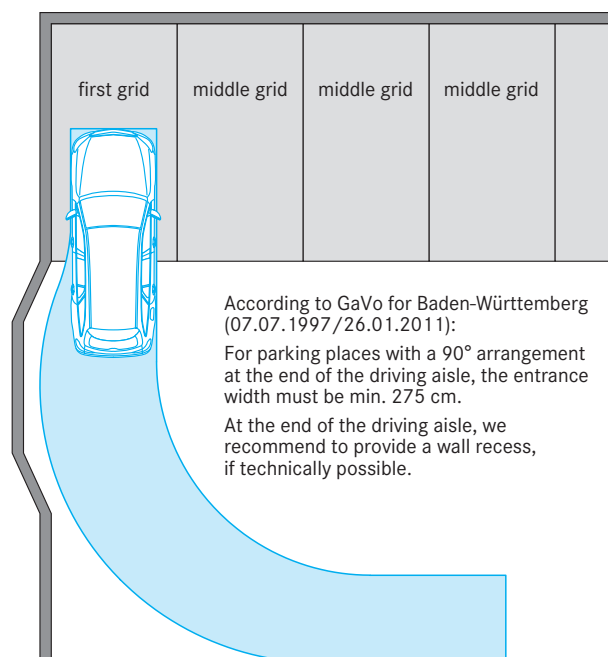 first grid
middle grid
middle grid
middle grid
According to GaVo for Baden-Württemberg
(07.07.1997/26.01.2011):
For parking places with a 90° arrangement
at the end of the driving aisle, the entrance
width must be min. 275 cm.
At the end of the driving aisle, we
recommend to provide a wall recess,
if technically possible.